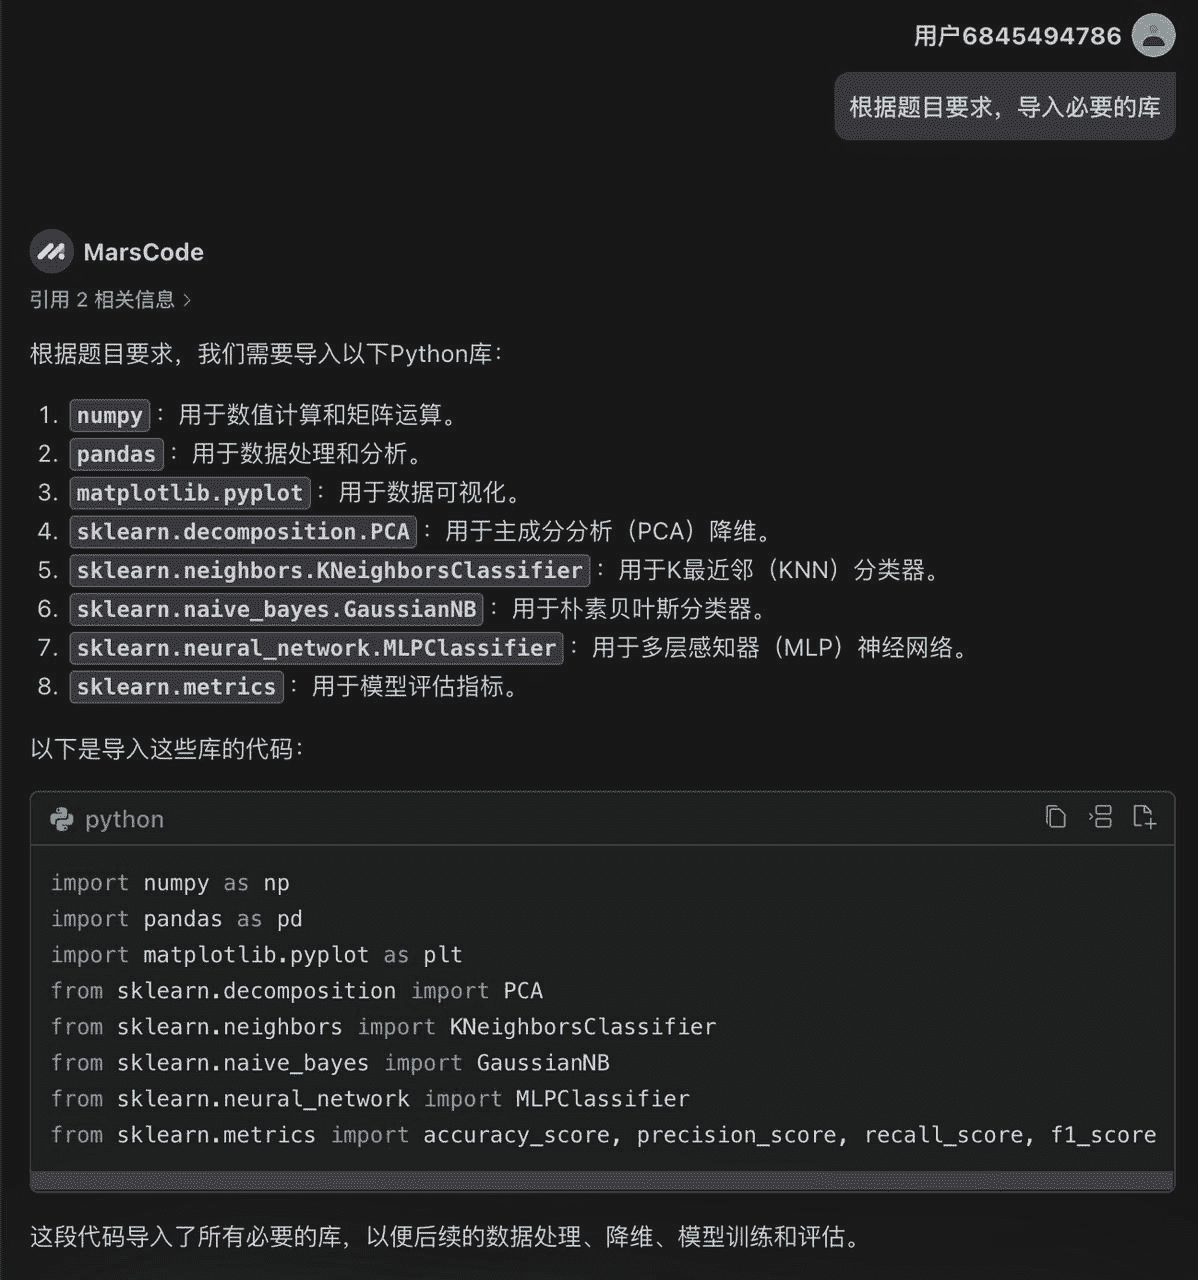 用户6845494786
根据题目要求，导入必要的库
MarsCode
引用 2 相关信息 >
根据题目要求，我们需要导入以下Python库：
1. numpy ：用于数值计算和矩阵运算。
2. pandas ：用于数据处理和分析。
3. matplotlib.pyplot ：用于数据可视化。
4. sklearn.decomposition.PCA ：用于主成分分析（PCA）降维。
5. sklearn.neighbors.KNeighborsClassifier ：用于K最近邻（KNN）分类器。
6. sklearn.naive_bayes.GaussianNB ：用于朴素贝叶斯分类器。
7. sklearn.neural_network.MLPClassifier ：用于多层感知器（MLP）神经网络。
8. sklearn.metrics ：用于模型评估指标。
以下是导入这些库的代码：
python
import numpy as np
import pandas as pd
import matplotlib.pyplot as plt
from sklearn.decomposition import PCA
from sklearn.neighbors import KNeighborsClassifier
from sklearn.naive_bayes import GaussianNB
from sklearn.neural_network import MLPClassifier
from sklearn.metrics import accuracy_score, precision_score, recall_score, f1_score
这段代码导入了所有必要的库，以便后续的数据处理、降维、模型训练和评估。